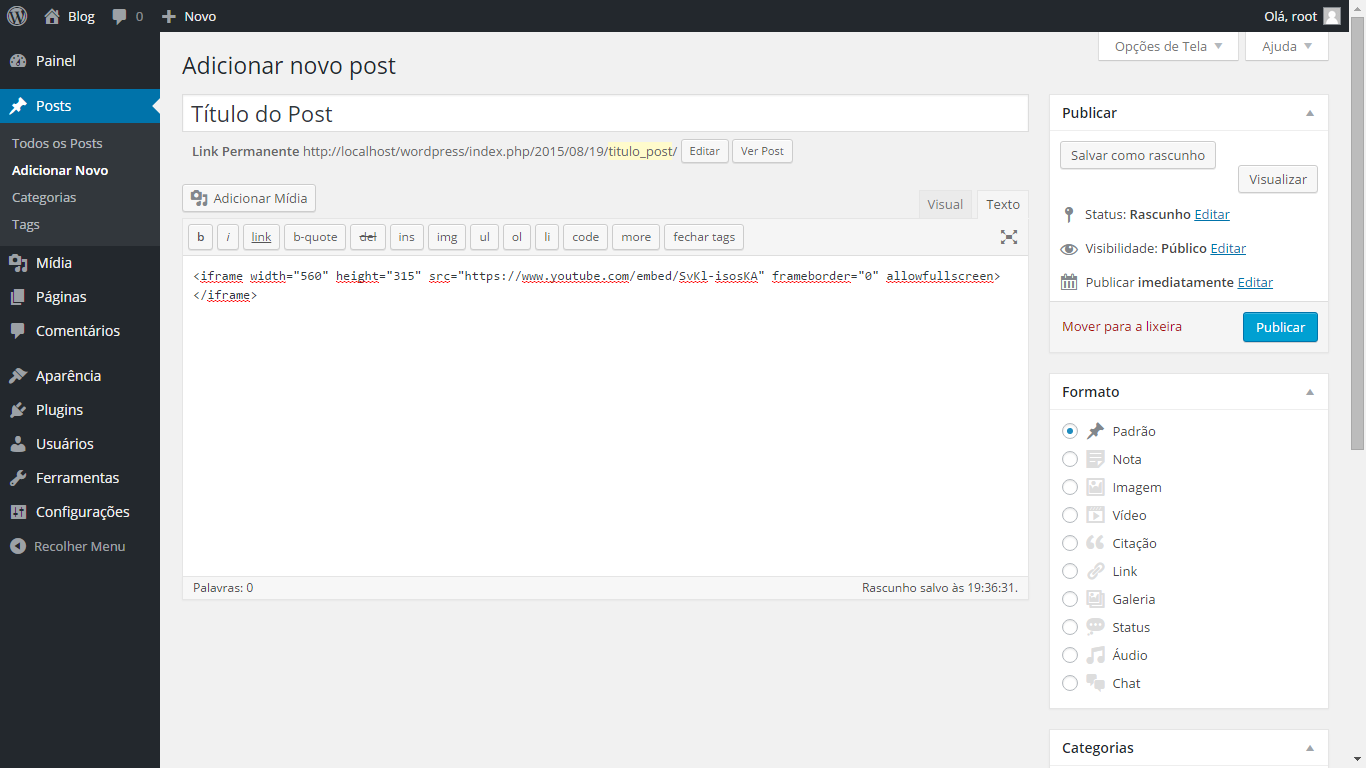 Blog 0 Novo Olá, root
Painel
Posts
Todos os Posts
Adicionar Novo
Categorias
Tags
Mídia
Páginas
Comentários
Aparência
Plugins
Usuários
Ferramentas
Configurações
Recolher Menu
Opções de Tela Ajuda
Adicionar novo post
Título do Post
Link Permanente http://localhost/wordpress/index.php/2015/08/19/titulo_post/ Editar Ver Post
Adicionar Mídia Visual Texto
b i link b-quote del ins img ul ol li code more fechar tags
<iframe width="560" height="315" src="https://www.youtube.com/embed/SvKl-isosKA" frameborder="0" allowfullscreen>
</iframe>
Palavras: 0 Rascunho salvo às 19:36:31.
Publicar
Salvar como rascunho
Visualizar
Status: Rascunho Editar
Visibilidade: Público Editar
Publicar imediatamente Editar
Mover para a lixeira Publicar
Formato
Padrão
Nota
Imagem
Vídeo
Citação
Link
Galeria
Status
Áudio
Chat
Categorias